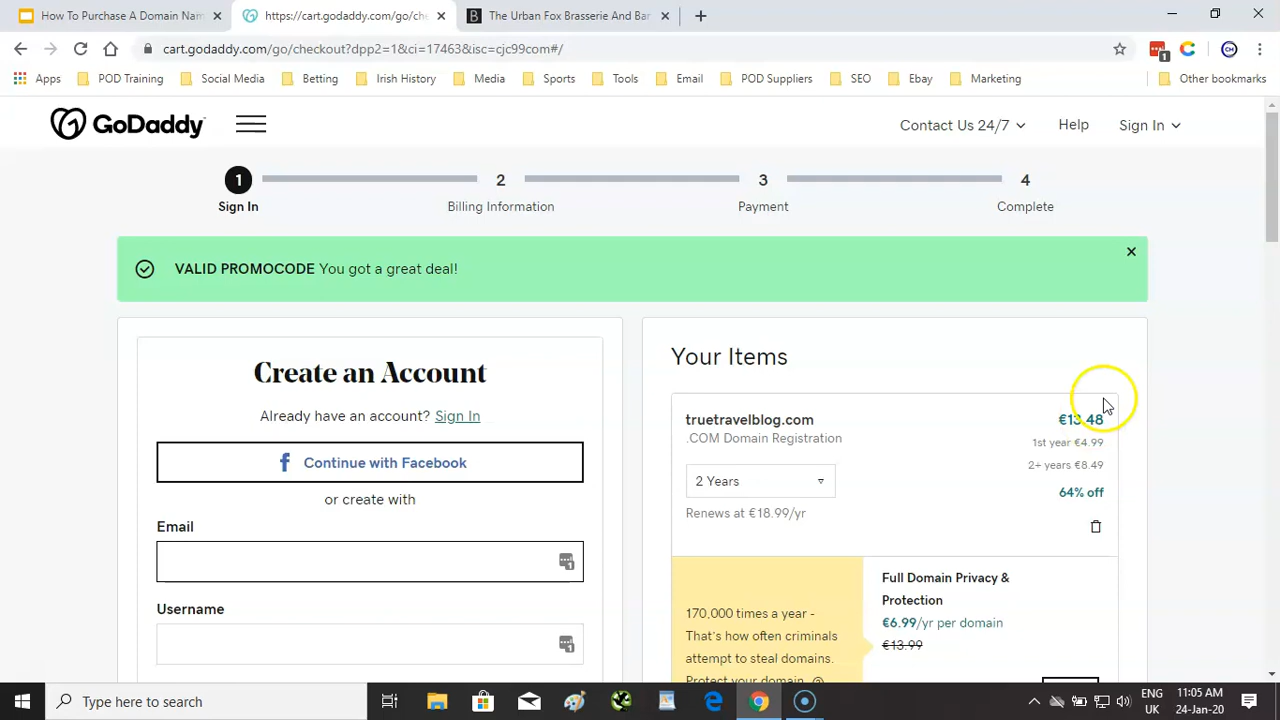 How To Purchase A Domain Nam
https://cart.godaddy.com/go/che
The Urban Fox Brasserie And Bar
cart.godaddy.com/go/checkout?dpp2=1&ci=17463&isc=cjc99com#/
1
CH
Apps
POD Training
Social Media
Betting
Irish History
Media
Sports
Tools
Email
POD Suppliers
SEO
Ebay
Marketing
Other bookmarks
GoDaddy
Contact Us 24/7
Help
Sign In
1
2
3
4
Sign In
Billing Information
Payment
Complete
VALID PROMOCODE You got a great deal!
Create an Account
Already have an account? Sign In
Continue with Facebook
or create with
Email
Username
Your Items
truetravelblog.com
€13.48
.COM Domain Registration
1st year €4.99
2+ years €8.49
2 Years
64% off
Renews at €18.99/yr
170,000 times a year -
That's how often criminals
attempt to steal domains.
Protect your domain.
Full Domain Privacy &
Protection
€6.99/yr per domain
€13.99
Type here to search
ENG
UK
11:05 AM
24-Jan-20